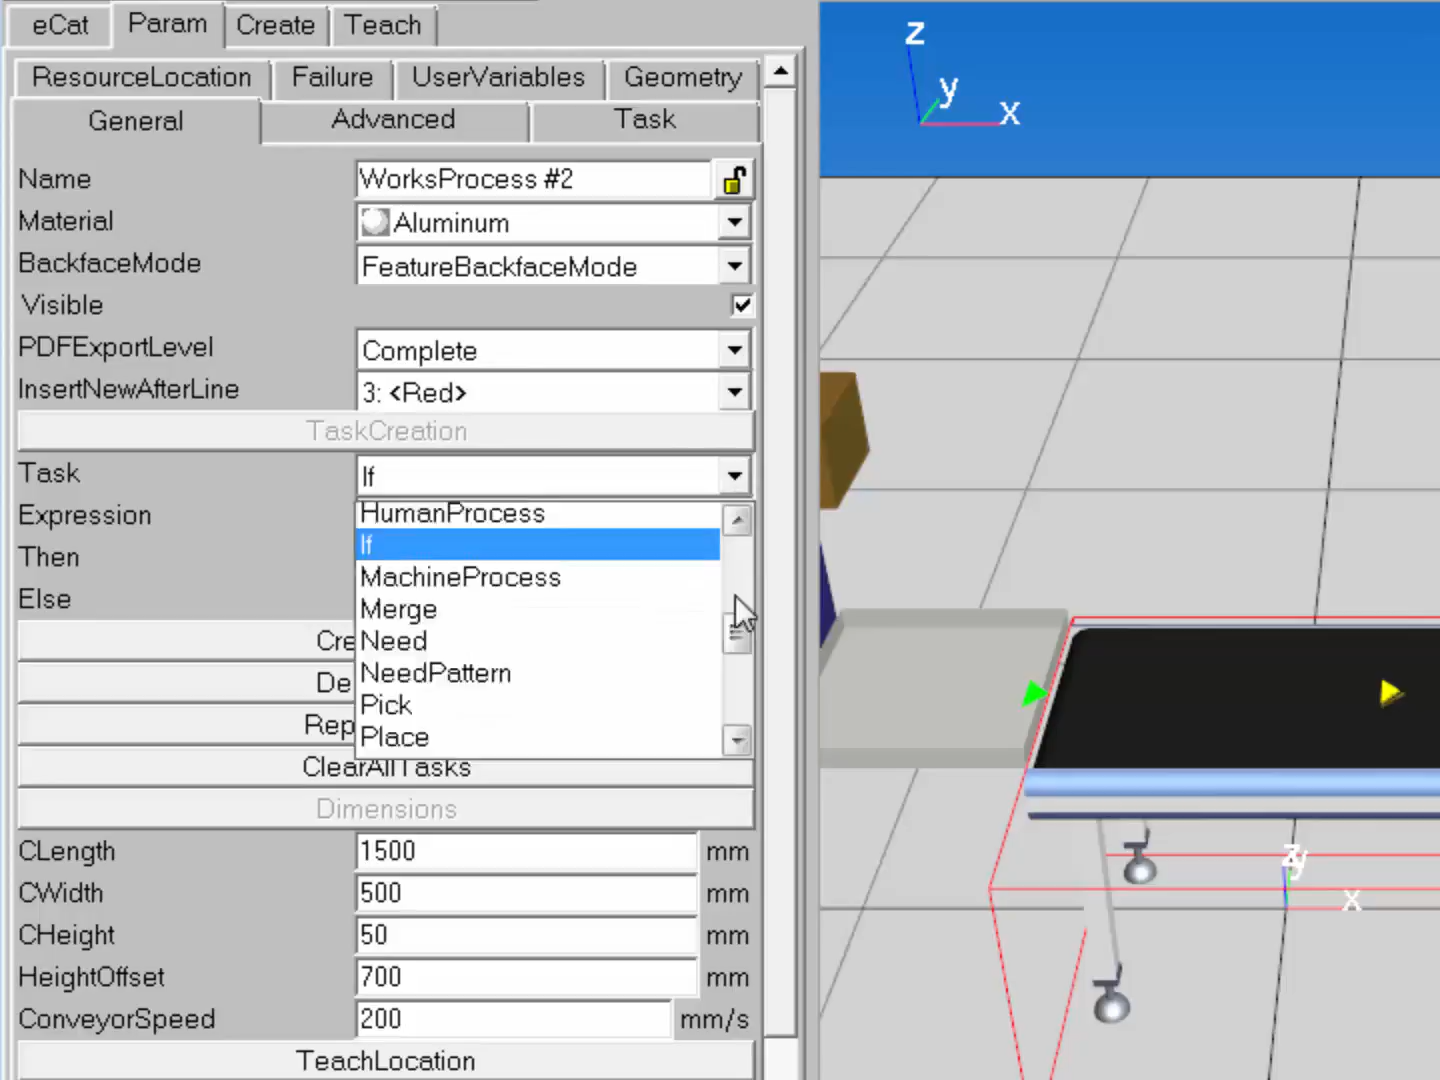 eCat Param Create Teach
ResourceLocation Failure UserVariables Geometry
General Advanced Task
Name WorksProcess #2
Material Aluminum
BackfaceMode FeatureBackfaceMode
Visible
PDFExportLevel Complete
InsertNewAfterLine 3: <Red>
TaskCreation
Task If
Expression
Then
Else
HumanProcess
If
MachineProcess
Merge
Need
NeedPattern
Pick
Place
Cre
De
Rep
ClearAllTasks
Dimensions
CLength 1500 mm
CWidth 500 mm
CHeight 50 mm
HeightOffset 700 mm
ConveyorSpeed 200 mm/s
TeachLocation
z
y
x
z
y
x